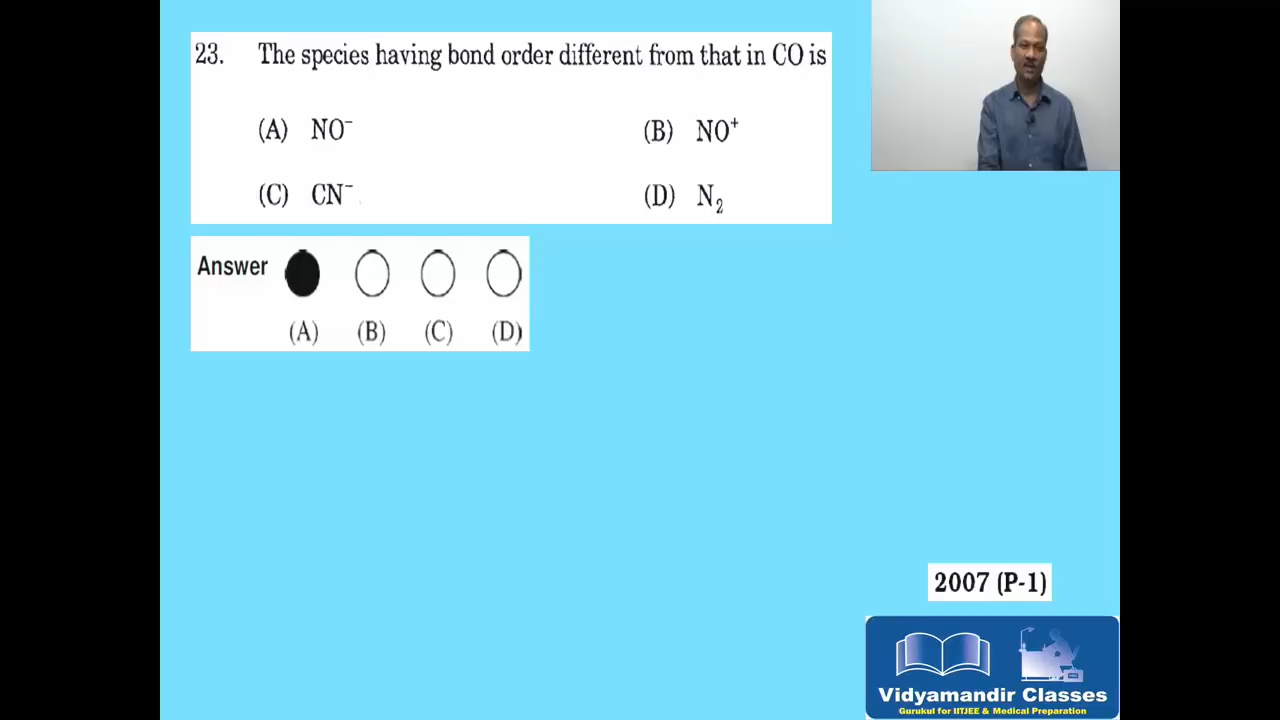 23. The species having bond order different from that in CO is
(A) NO⁻ (B) NO⁺
(C) CN⁻ (D) N₂
Answer
(A) (B) (C) (D)
2007 (P-1)
Vidyamandir Classes
Gurukul for IITJEE & Medical Preparation